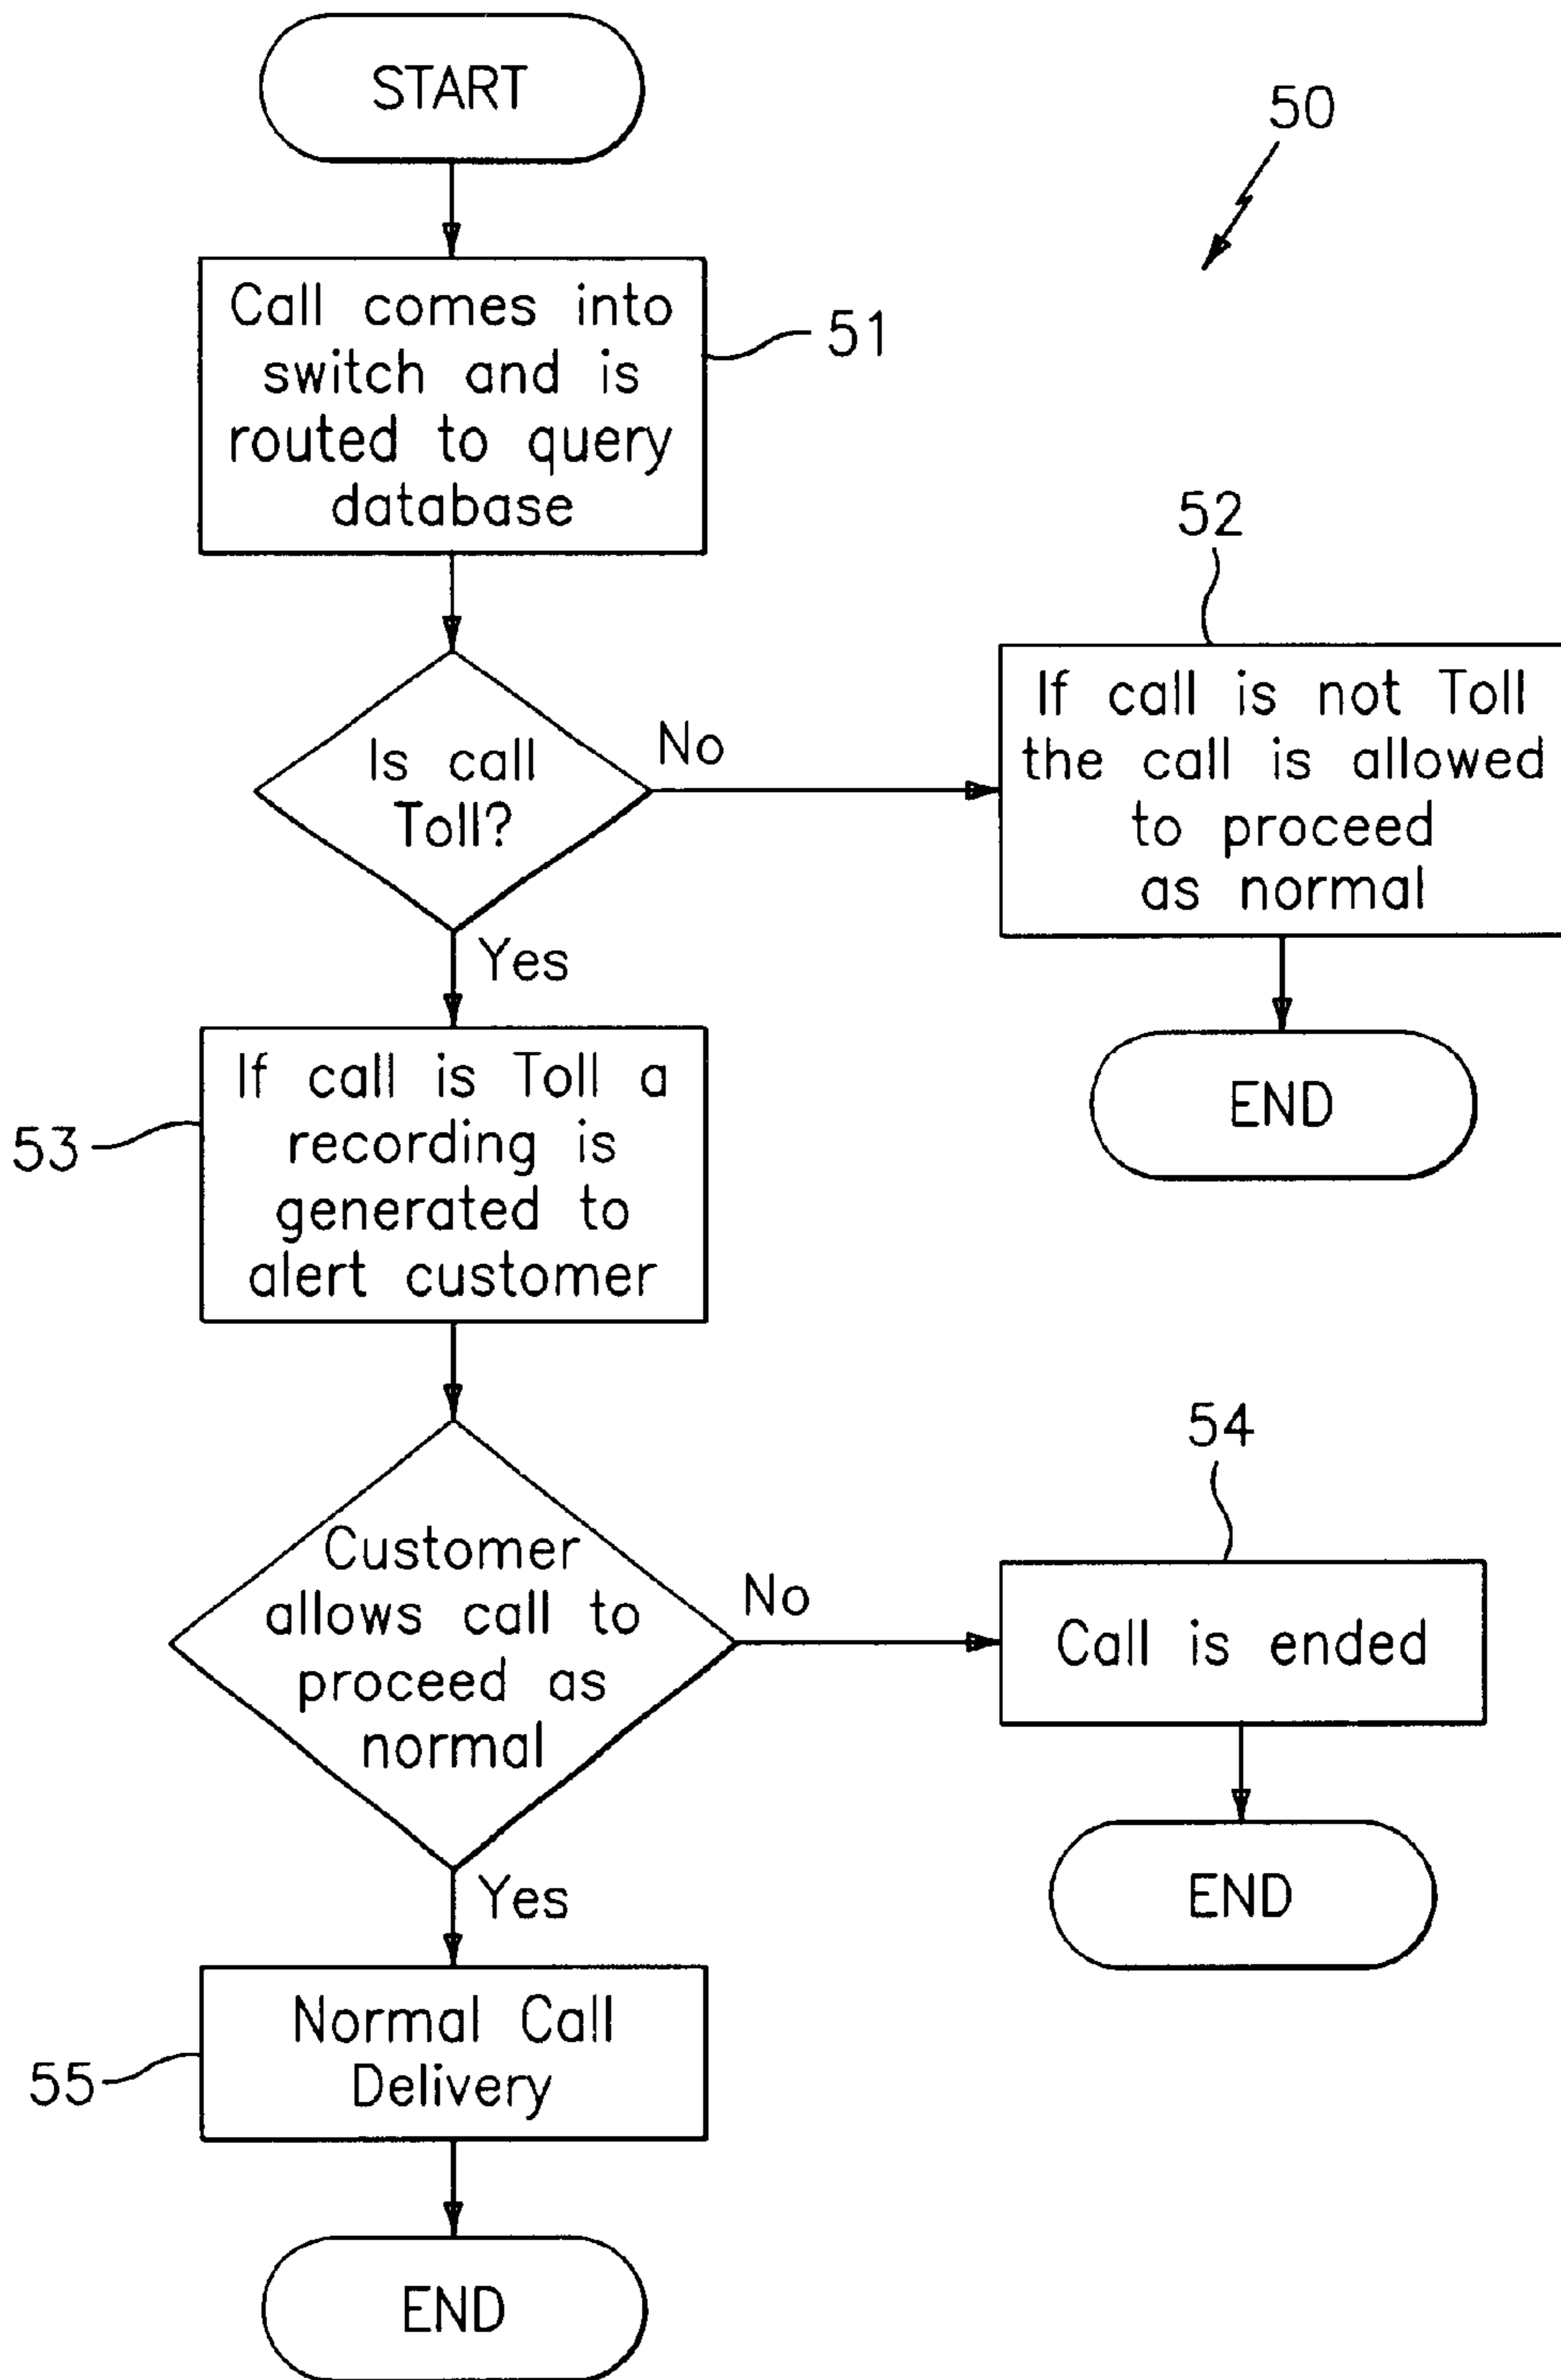 START
50
Call comes into
switch and is
routed to query
database
51
Is call
Toll?
No
52
If call is not Toll
the call is allowed
to proceed
as normal
END
Yes
53
If call is Toll a
recording is
generated to
alert customer
Customer
allows call to
proceed as
normal
No
54
Call is ended
END
Yes
55
Normal Call
Delivery
END